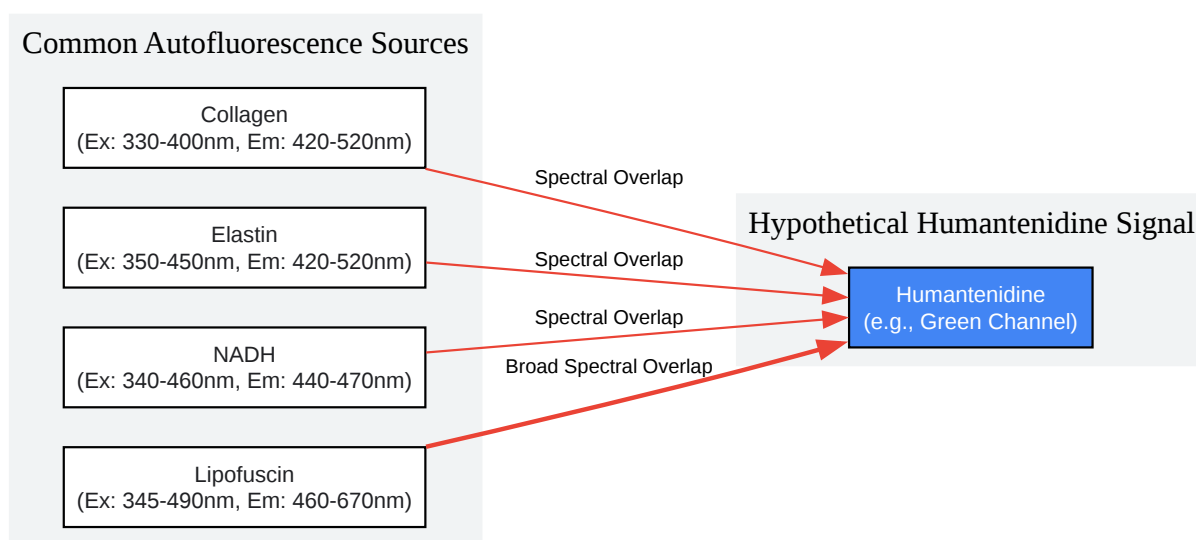 Common Autofluorescence Sources
Collagen
(Ex: 330-400nm, Em: 420-520nm)
Elastin
(Ex: 350-450nm, Em: 420-520nm)
NADH
(Ex: 340-460nm, Em: 440-470nm)
Lipofuscin
(Ex: 345-490nm, Em: 460-670nm)
Spectral Overlap
Spectral Overlap
Spectral Overlap
Broad Spectral Overlap
Hypothetical Humantenidine Signal
Humantenidine
(e.g., Green Channel)